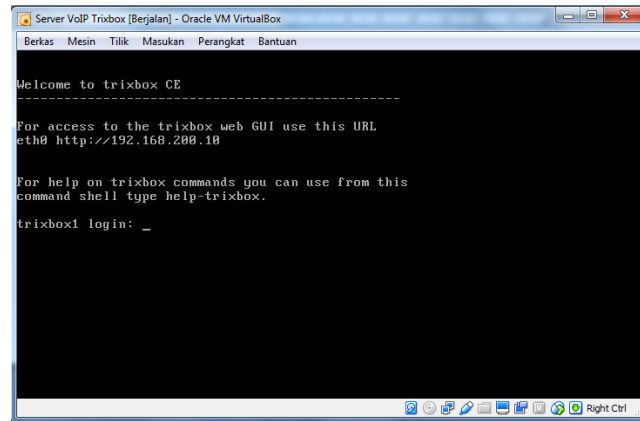 Server VoIP Trixbox [Berjalan] - Oracle VM VirtualBox
Berkas Mesin Tilik Masukan Perangkat Bantuan
Welcome to trixbox CE
------------------------------------------------
For access to the trixbox web GUI use this URL
eth0 http://192.168.200.10
For help on trixbox commands you can use from this
command shell type help-trixbox.
trixbox1 login: _
Right Ctrl